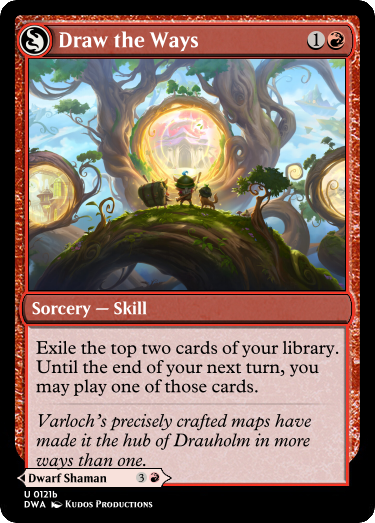 Draw the Ways 1
Sorcery — Skill
Exile the top two cards of your library.
Until the end of your next turn, you
may play one of those cards.
Varloch's precisely crafted maps have
made it the hub of Drauholm in more
ways than one.
Dwarf Shaman 3
U 0121b
DWA Kudos Productions